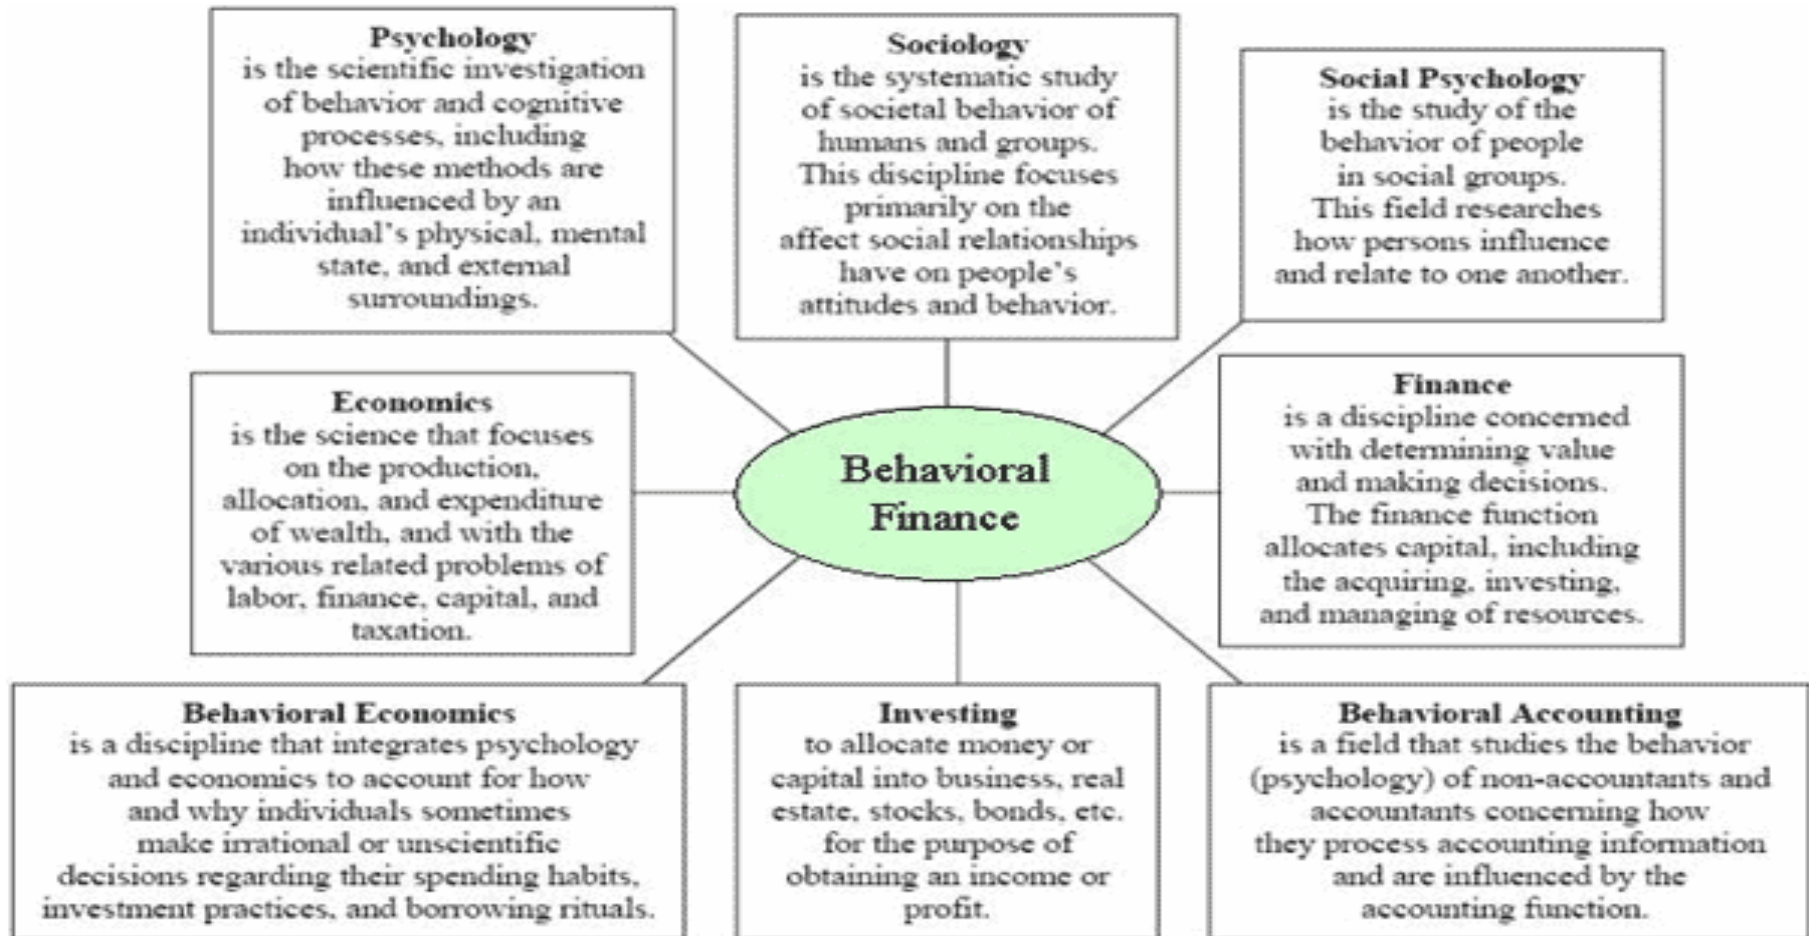 Psychology
is the scientific investigation
of behavior and cognitive
processes, including
how these methods are
influenced by an
individual's physical, mental
state, and external
surroundings.
Sociology
is the systematic study
of societal behavior of
humans and groups.
This discipline focuses
primarily on the
affect social relationships
have on people's
attitudes and behavior.
Social Psychology
is the study of the
behavior of people
in social groups.
This field researches
how persons influence
and relate to one another.
Economics
is the science that focuses
on the production,
allocation, and expenditure
of wealth, and with the
various related problems of
labor, finance, capital, and
taxation.
Behavioral
Finance
Finance
is a discipline concerned
with determining value
and making decisions.
The finance function
allocates capital, including
the acquiring, investing,
and managing of resources.
Behavioral Economics
is a discipline that integrates psychology
and economics to account for how
and why individuals sometimes
make irrational or unscientific
decisions regarding their spending habits,
investment practices, and borrowing rituals.
Investing
to allocate money or
capital into business, real
estate, stocks, bonds, etc.
for the purpose of
obtaining an income or
profit.
Behavioral Accounting
is a field that studies the behavior
(psychology) of non-accountants and
accountants concerning how
they process accounting information
and are influenced by the
accounting function.